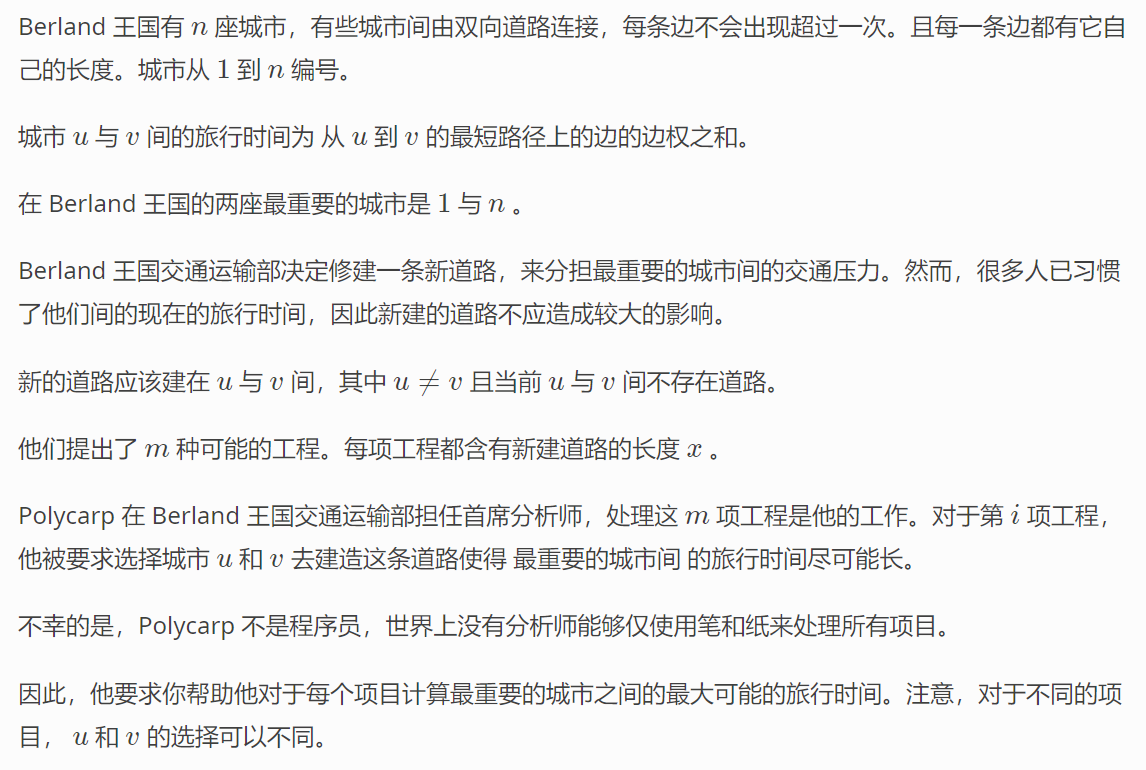 Berland 王国有 n 座城市，有些城市间由双向道路连接，每条边不会出现超过一次。且每一条边都有它自
己的长度。城市从 1 到 n 编号。
城市 u 与 v 间的旅行时间为 从 u 到 v 的最短路径上的边的边权之和。
在 Berland 王国的两座最重要的城市是 1 与 n 。
Berland 王国交通运输部决定修建一条新道路，来分担最重要的城市间的交通压力。然而，很多人已习惯
了他们间的现在的旅行时间，因此新建的道路不应造成较大的影响。
新的道路应该建在 u 与 v 间，其中 u ≠ v 且当前 u 与 v 间不存在道路。
他们提出了 m 种可能的工程。每项工程都含有新建道路的长度 x 。
Polycarp 在 Berland 王国交通运输部担任首席分析师，处理这 m 项工程是他的工作。对于第 i 项工程，
他被要求选择城市 u 和 v 去建造这条道路使得 最重要的城市间 的旅行时间尽可能长。
不幸的是，Polycarp 不是程序员，世界上没有分析师能够仅使用笔和纸来处理所有项目。
因此，他要求你帮助他对于每个项目计算最重要的城市之间的最大可能的旅行时间。注意，对于不同的项
目， u 和 v 的选择可以不同。